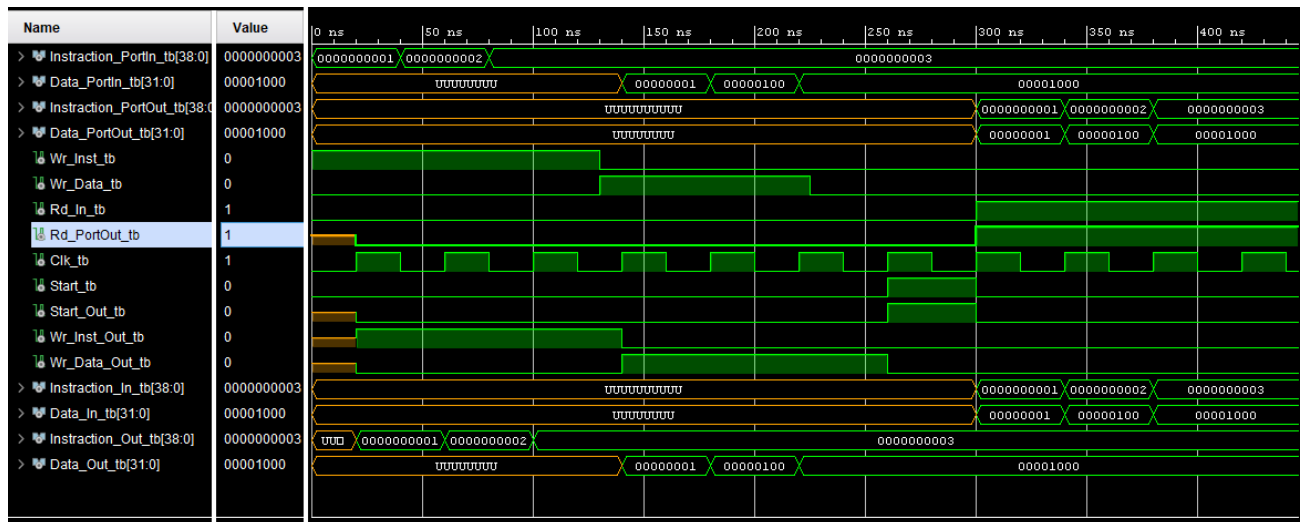 Name Value 0 ns 50 ns 100 ns 150 ns 200 ns 250 ns 300 ns 350 ns 400 ns
Instraction_PortIn_tb[38:0] 0000000003 0000000001 0000000002 0000000003
Data_PortIn_tb[31:0] 00001000 UUUUUUUU 00000001 00000100 00001000
Instraction_PortOut_tb[38:0 0000000003 UUUUUUUUUU 0000000001 0000000002 0000000003
Data_PortOut_tb[31:0] 00001000 UUUUUUUU 00000001 00000100 00001000
Wr_Inst_tb 0
Wr_Data_tb 0
Rd_In_tb 1
Rd_PortOut_tb 1
Clk_tb 1
Start_tb 0
Start_Out_tb 0
Wr_Inst_Out_tb 0
Wr_Data_Out_tb 0
Instraction_In_tb[38:0] 0000000003 UUUUUUUUUU 0000000001 0000000002 0000000003
Data_In_tb[31:0] 00001000 UUUUUUUU 00000001 00000100 00001000
Instraction_Out_tb[38:0] 0000000003 UU 0000000001 0000000002 0000000003
Data_Out_tb[31:0] 00001000 UUUUUUUU 00000001 00000100 00001000